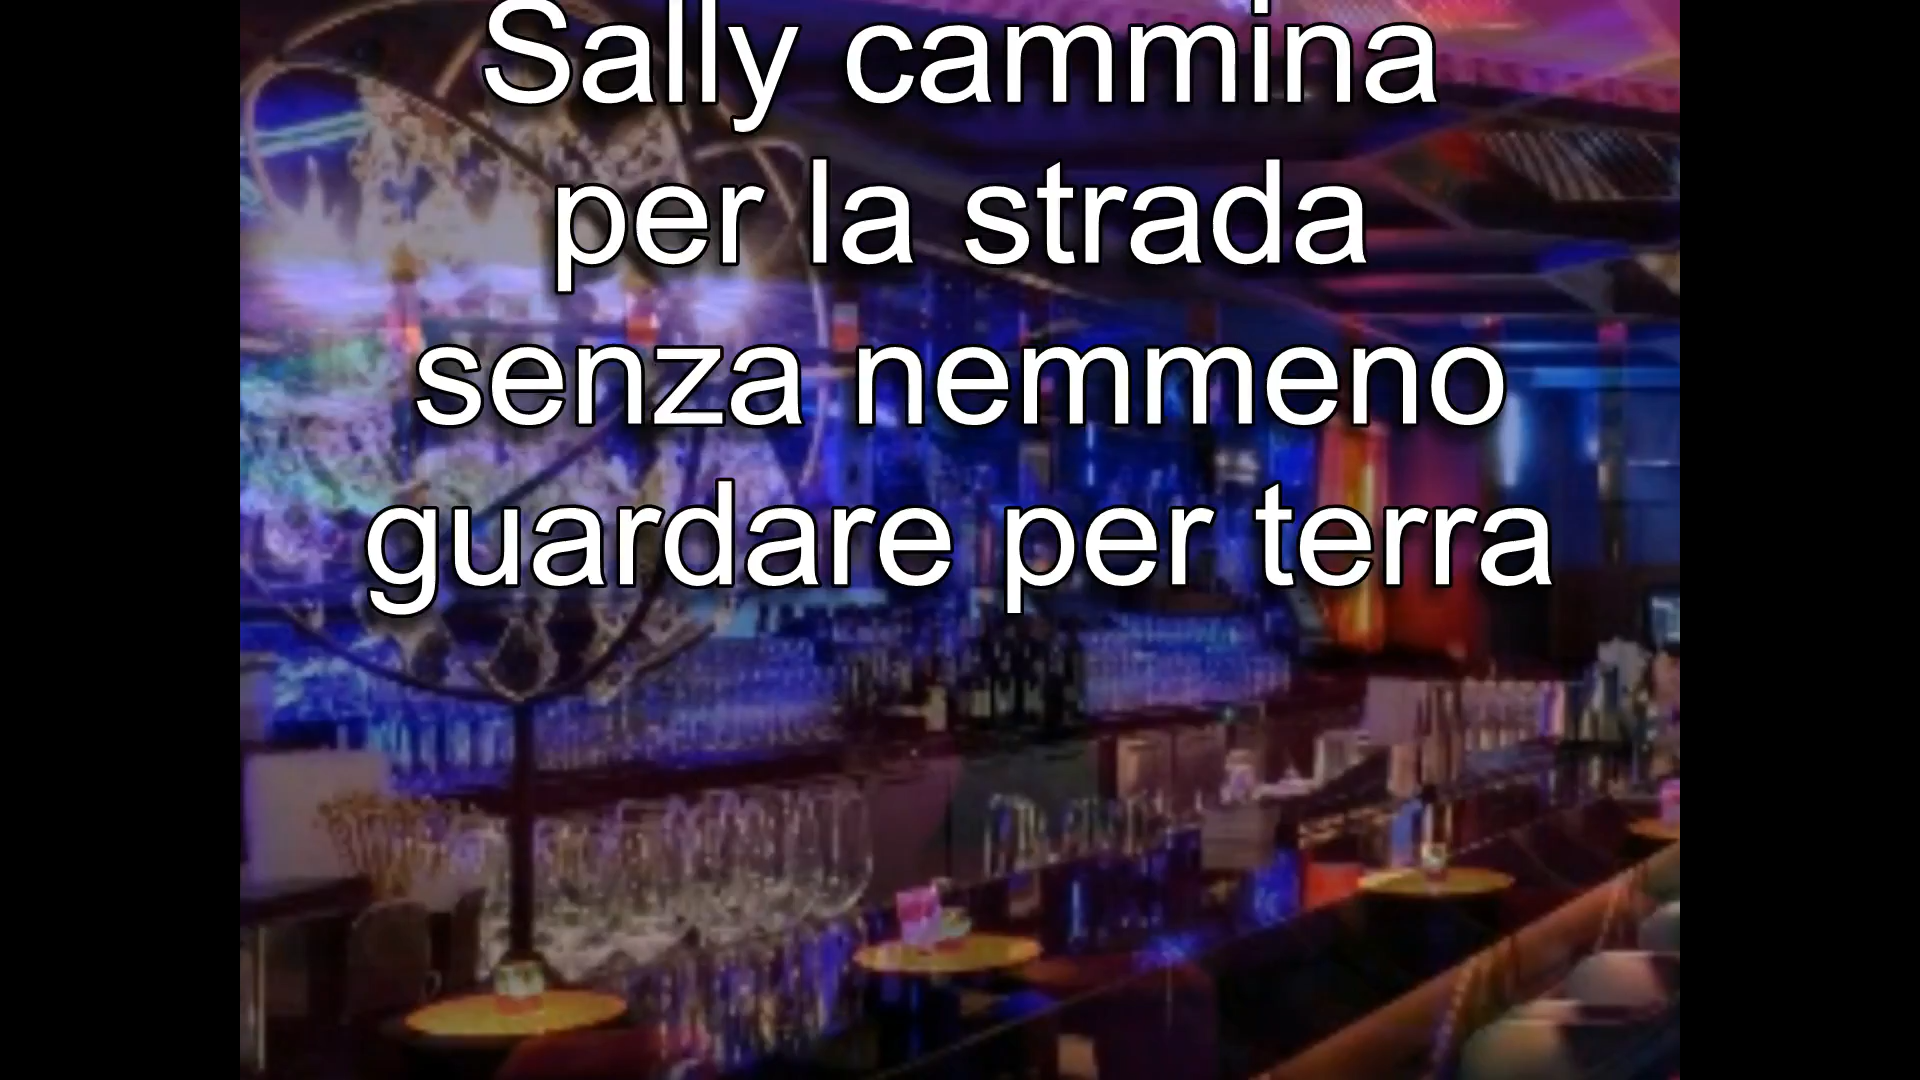 Sally cammina
per la strada
senza nemmeno
guardare per terra